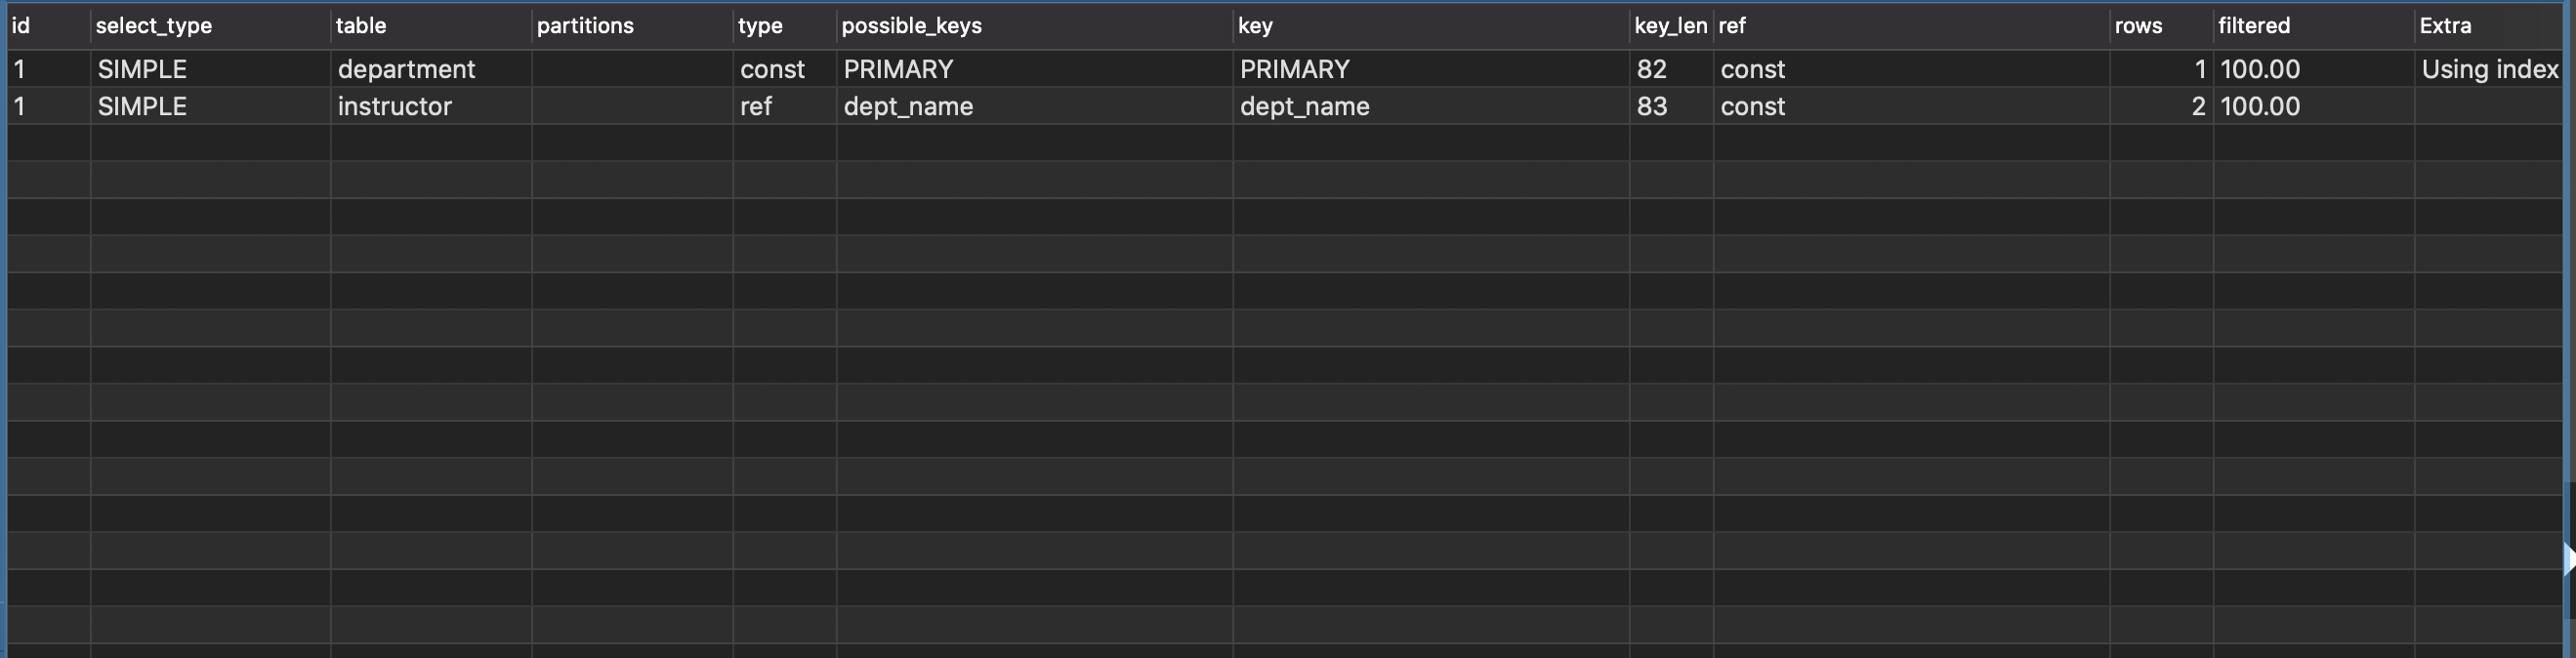 id select_type table partitions type possible_keys key key_len ref rows filtered Extra
1 SIMPLE department const PRIMARY PRIMARY 82 const 1 100.00 Using index
1 SIMPLE instructor ref dept_name dept_name 83 const 2 100.00